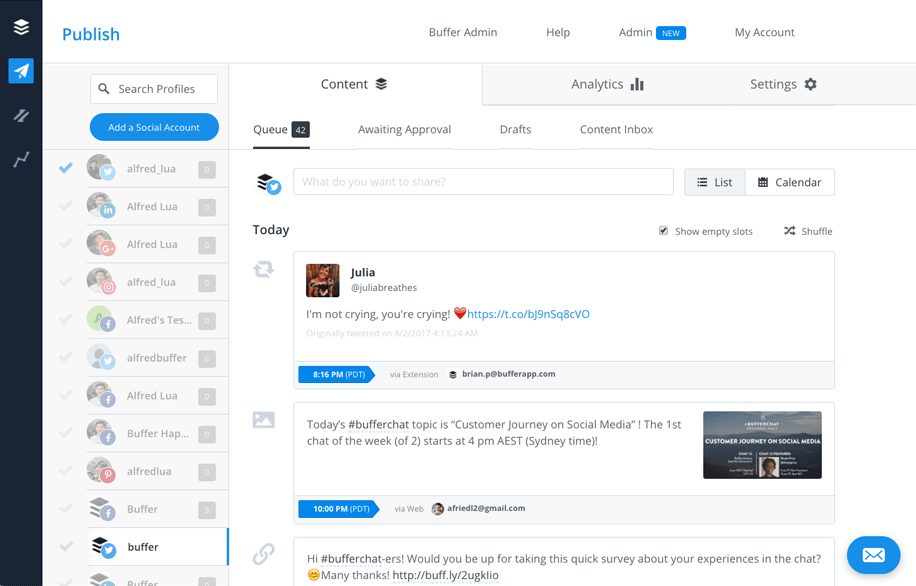 Publish
Buffer Admin
Help
Admin NEW
My Account
Search Profiles
Add a Social Account
Content
Analytics
Settings
Queue 42
Awaiting Approval
Drafts
Content Inbox
alfred_lua 0
Alfred Lua 0
Alfred Lua 0
alfred_lua 0
Alfred's Tes... 0
alfredbuffer 6
Alfred Lua 0
Buffer Hap... 0
alfredlua 0
Buffer 3
buffer
Buffer
What do you want to share?
List
Calendar
Today
Show empty slots
Shuffle
Julia
@juliabreathes
I'm not crying, you're crying! ❤️https://t.co/bJ9nSq8cVO
Originally tweeted on 8/2/2017 4:13:24 AM
8:16 PM (PDT)
via Extension
brian.p@bufferapp.com
Today's #bufferchat topic is “Customer Journey on Social Media” ! The 1st
chat of the week (of 2) starts at 4 pm AEST (Sydney time)!
#BUFFERCHAT
CUSTOMER JOURNEY ON SOCIAL MEDIA
10:00 PM (PDT)
via Web
afriedl2@gmail.com
Hi #bufferchat-ers! Would you be up for taking this quick survey about your experiences in the chat?
😊Many thanks! http://buff.ly/2ugklio